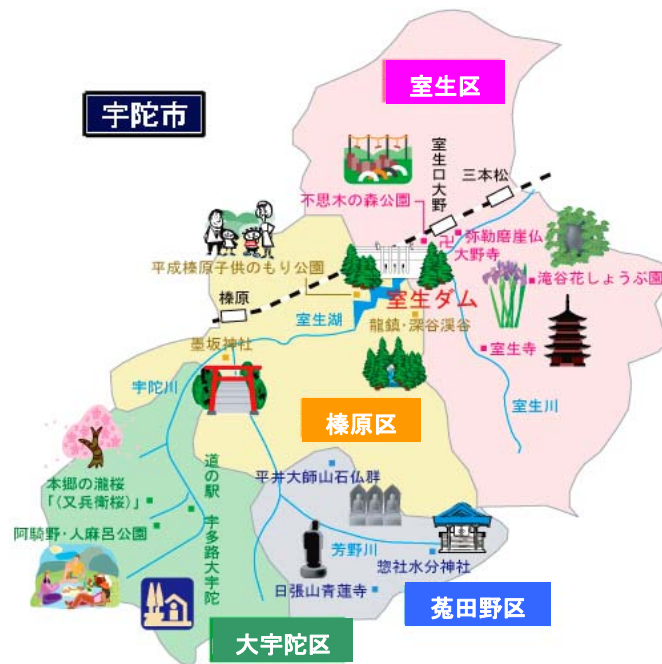 室生区
宇陀市
室生口大野
三本松
不思木の森公園
弥勒磨崖仏
大野寺
平成榛原子供のもり公園
滝谷花しょうぶ園
榛原
室生湖
室生ダム
龍鎮・深谷渓谷
墨坂神社
室生寺
宇陀川
室生川
榛原区
本郷の瀧桜
「〈又兵衛桜〉」
道の駅 宇多路大宇陀
平井大師山石仏群
阿騎野・人麻呂公園
芳野川
惣社水分神社
日張山青蓮寺
菟田野区
大宇陀区